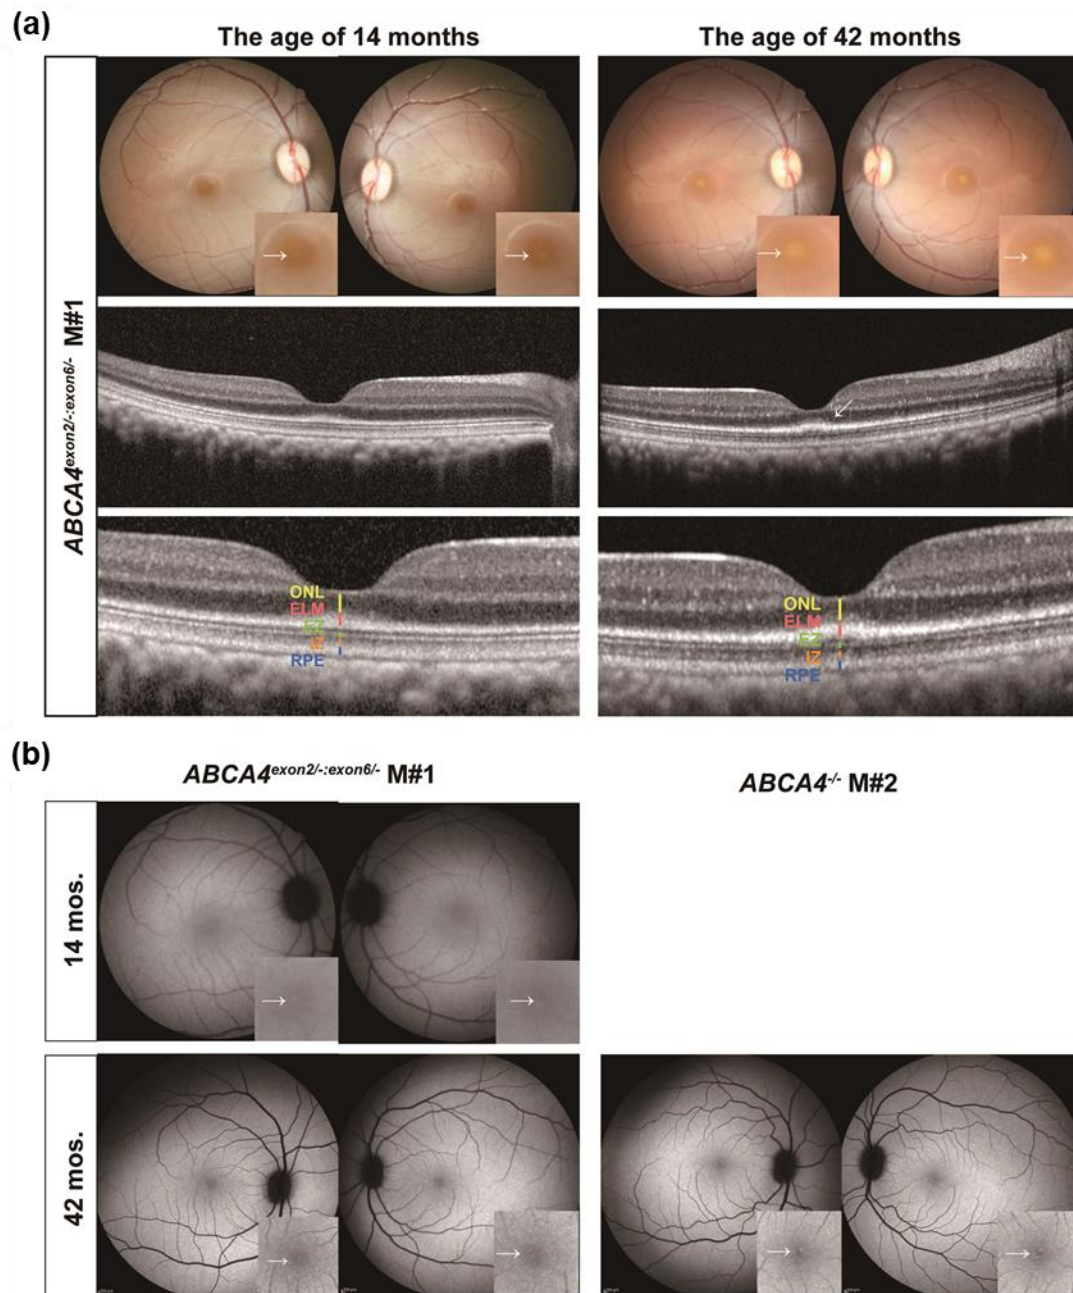 (a)
The age of 14 months
The age of 42 months
ABCA4exon2/-:exon6/- M#1
ONL
ELM
EZ
IZ
RPE
ONL
ELM
EZ
IZ
RPE
(b)
ABCA4exon2/-:exon6/- M#1
ABCA4-/- M#2
14 mos.
42 mos.